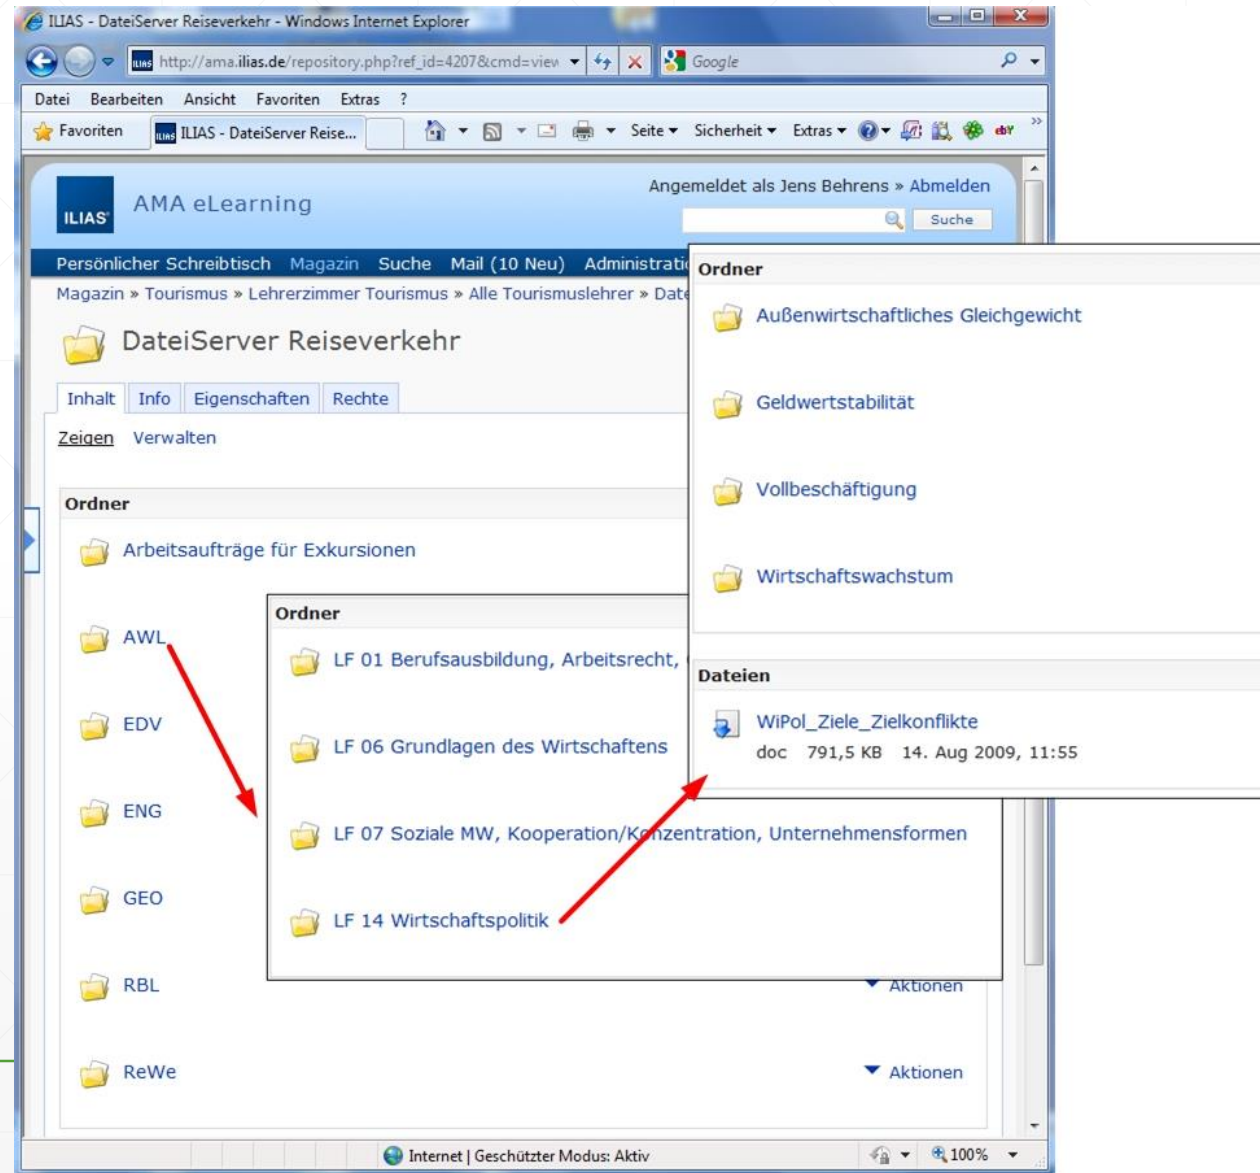 ILIAS - DateiServer Reiseverkehr - Windows Internet Explorer
http://ama.ilias.de/repository.php?ref_id=4207&cmd=view
Google
Datei Bearbeiten Ansicht Favoriten Extras ?
Favoriten ILIAS - DateiServer Reise... Seite Sicherheit Extras ebY »
Angemeldet als Jens Behrens » Abmelden
ILIAS AMA eLearning
Suche
Persönlicher Schreibtisch Magazin Suche Mail (10 Neu) Administratio
Magazin » Tourismus » Lehrerzimmer Tourismus » Alle Tourismuslehrer » Date
DateiServer Reiseverkehr
Inhalt Info Eigenschaften Rechte
Zeigen Verwalten
Ordner
Arbeitsaufträge für Exkursionen
AWL
EDV
ENG
GEO
RBL Aktionen
ReWe Aktionen
Ordner
LF 01 Berufsausbildung, Arbeitsrecht,
LF 06 Grundlagen des Wirtschaftens
LF 07 Soziale MW, Kooperation/Konzentration, Unternehmensformen
LF 14 Wirtschaftspolitik
Ordner
Außenwirtschaftliches Gleichgewicht
Geldwertstabilität
Vollbeschäftigung
Wirtschaftswachstum
Dateien
WiPol_Ziele_Zielkonflikte
doc 791,5 KB 14. Aug 2009, 11:55
Internet | Geschützter Modus: Aktiv 100%